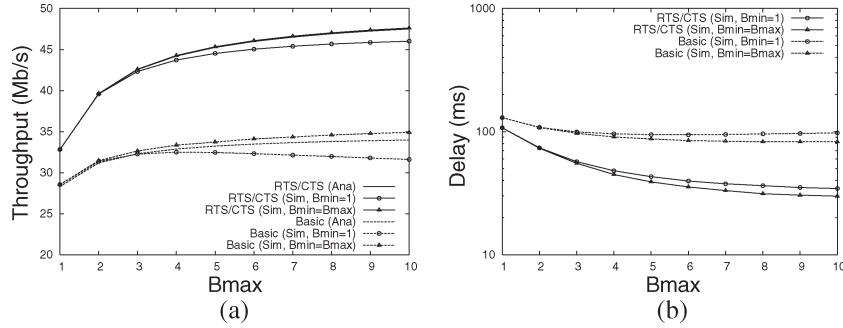 50
45
40
35
30
25
20
Throughput (Mb/s)
RTS/CTS (Ana)
RTS/CTS (Sim, Bmin=1)
RTS/CTS (Sim, Bmin=Bmax)
Basic (Ana)
Basic (Sim, Bmin=1)
Basic (Sim, Bmin=Bmax)
1 2 3 4 5 6 7 8 9 10
Bmax
(a)
1000
100
10
Delay (ms)
RTS/CTS (Sim, Bmin=1)
RTS/CTS (Sim, Bmin=Bmax)
Basic (Sim, Bmin=1)
Basic (Sim, Bmin=Bmax)
1 2 3 4 5 6 7 8 9 10
Bmax
(b)